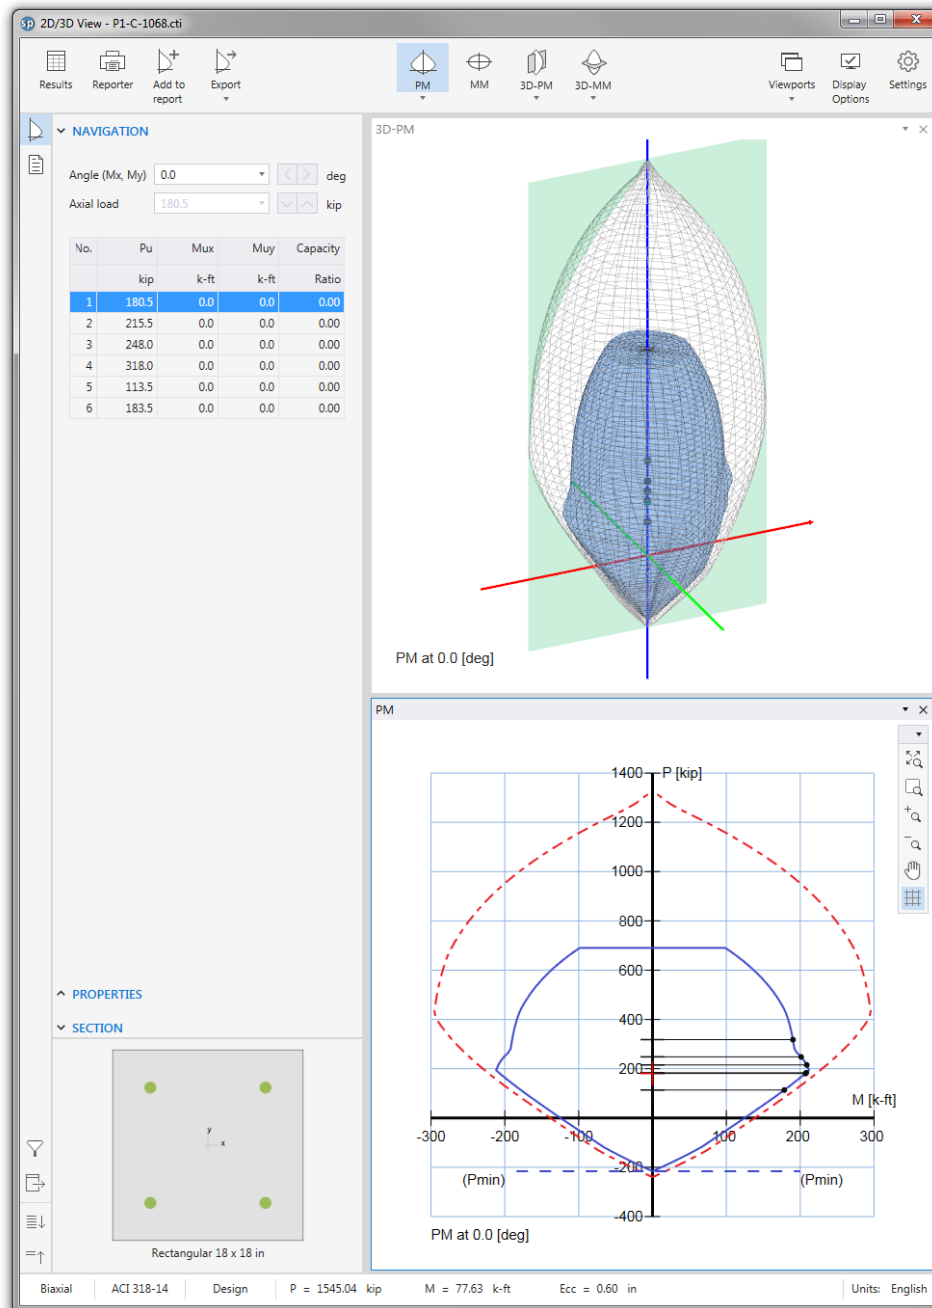 sp 2D/3D View - P1-C-1068.cti
Results Reporter Add to report Export PM MM 3D-PM 3D-MM Viewports Display Options Settings
NAVIGATION
Angle (Mx, My) 0.0 deg
Axial load 180.5 kip
No. Pu Mux Muy Capacity
kip k-ft k-ft Ratio
1 180.5 0.0 0.0 0.00
2 215.5 0.0 0.0 0.00
3 248.0 0.0 0.0 0.00
4 318.0 0.0 0.0 0.00
5 113.5 0.0 0.0 0.00
6 183.5 0.0 0.0 0.00
3D-PM
PM at 0.0 [deg]
PM
1400 P [kip]
1200
1000
800
600
400
200
M [k-ft]
-300 -200 -100 100 200 300
-200
(Pmin) (Pmin)
-400
PM at 0.0 [deg]
PROPERTIES
SECTION
y
x
Rectangular 18 x 18 in
Biaxial ACI 318-14 Design P = 1545.04 kip M = 77.63 k-ft Ecc = 0.60 in Units: English